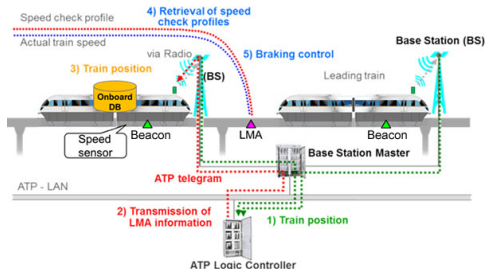 Speed check profile
4) Retrieval of speed
check profiles
Actual train speed
via Radio
5) Braking control
Base Station (BS)
3) Train position
(BS)
Leading train
Onboard
DB
Speed
sensor
Beacon
LMA
Beacon
Base Station Master
ATP telegram
ATP - LAN
2) Transmission of
LMA information
1) Train position
ATP Logic Controller